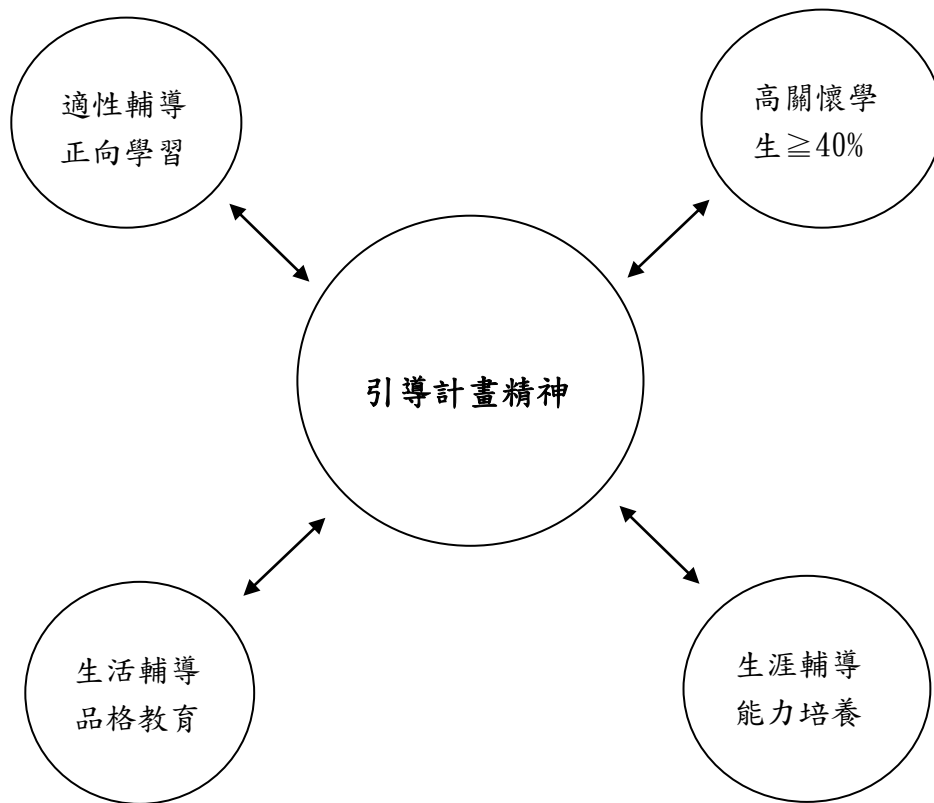 適性輔導
正向學習
高關懷學
生≧40%
引導計畫精神
生活輔導
品格教育
生涯輔導
能力培養